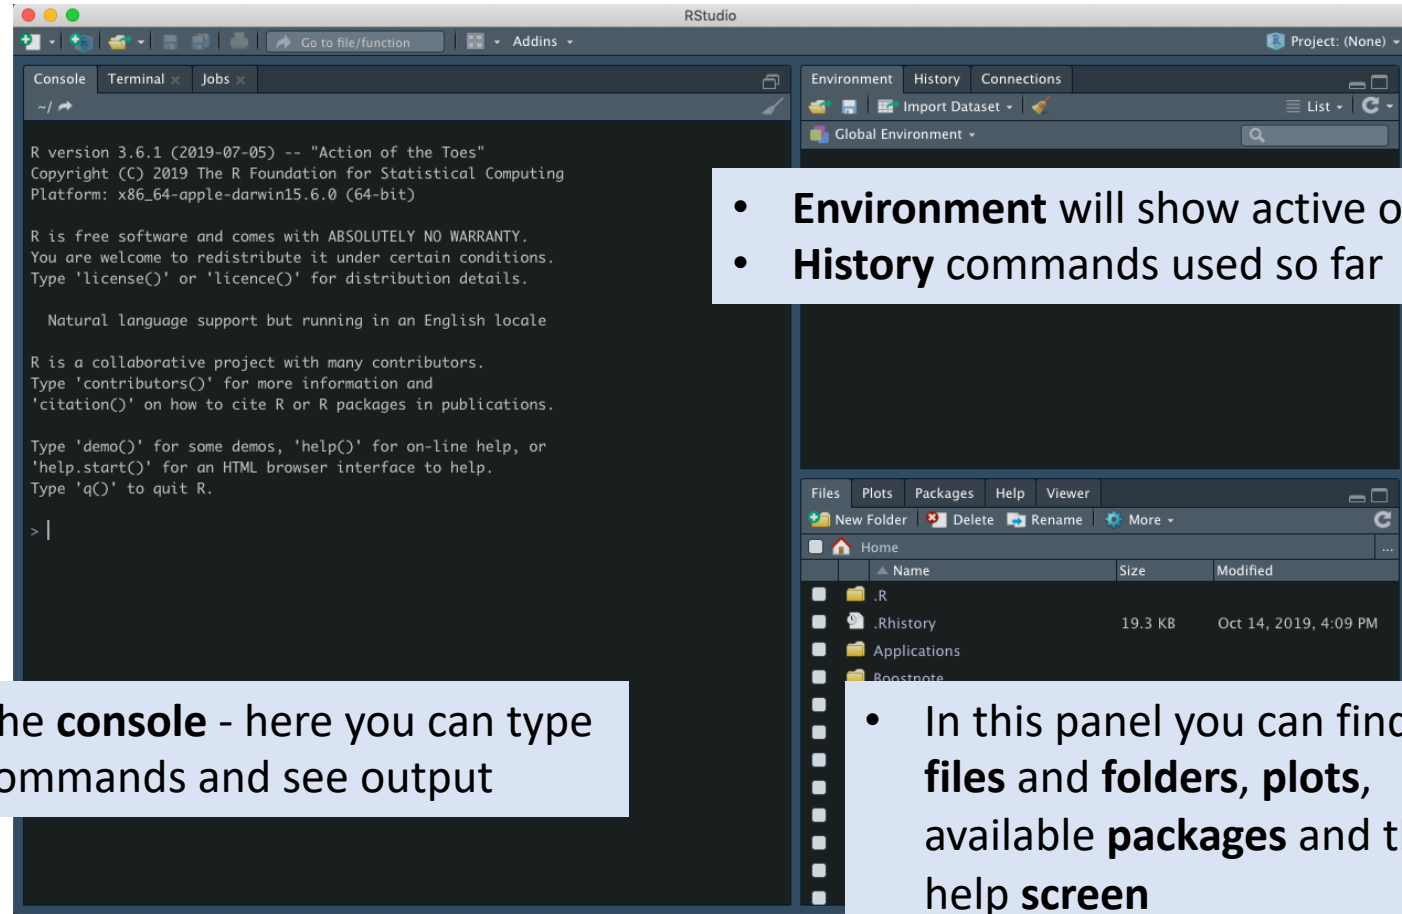 RStudio
Go to file/function
Addins
Project: (None)
Console Terminal Jobs
~/
R version 3.6.1 (2019-07-05) -- "Action of the Toes"
Copyright (C) 2019 The R Foundation for Statistical Computing
Platform: x86_64-apple-darwin15.6.0 (64-bit)
R is free software and comes with ABSOLUTELY NO WARRANTY.
You are welcome to redistribute it under certain conditions.
Type 'license()' or 'licence()' for distribution details.
Natural language support but running in an English locale
R is a collaborative project with many contributors.
Type 'contributors()' for more information and
'citation()' on how to cite R or R packages in publications.
Type 'demo()' for some demos, 'help()' for on-line help, or
'help.start()' for an HTML browser interface to help.
Type 'q()' to quit R.
>
he console - here you can type
ommands and see output
Environment History Connections
Import Dataset List
Global Environment
• Environment will show active o
• History commands used so far
Files Plots Packages Help Viewer
New Folder Delete Rename More
Home ...
Name Size Modified
.R
.Rhistory 19.3 KB Oct 14, 2019, 4:09 PM
Applications
Boostnote
• In this panel you can find
files and folders, plots,
available packages and t
help screen